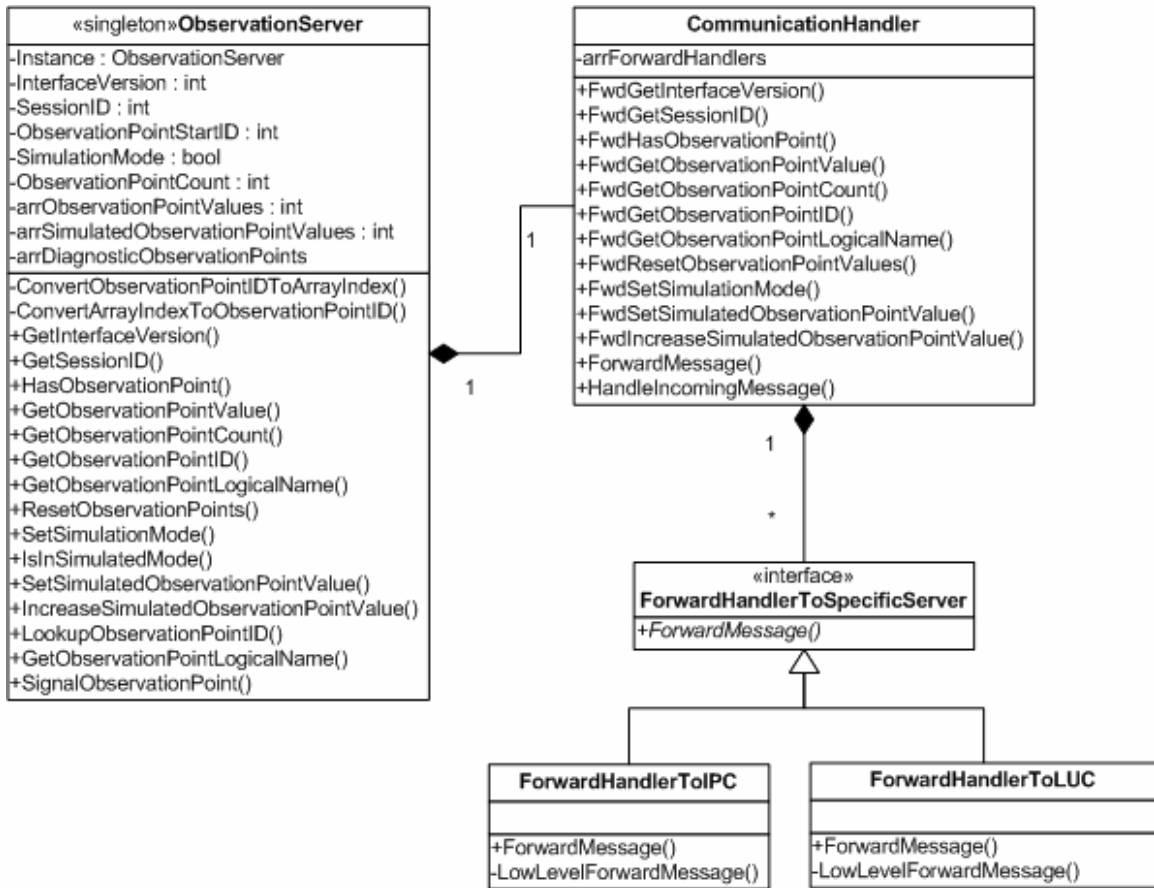 «singleton»ObservationServer
-Instance : ObservationServer
-InterfaceVersion : int
-SessionID : int
-ObservationPointStartID : int
-SimulationMode : bool
-ObservationPointCount : int
-arrObservationPointValues : int
-arrSimulatedObservationPointValues : int
-arrDiagnosticObservationPoints
-ConvertObservationPointIDToArrayIndex()
-ConvertArrayIndexToObservationPointID()
+GetInterfaceVersion()
+GetSessionID()
+HasObservationPoint()
+GetObservationPointValue()
+GetObservationPointCount()
+GetObservationPointID()
+GetObservationPointLogicalName()
+ResetObservationPoints()
+SetSimulationMode()
+IsInSimulatedMode()
+SetSimulatedObservationPointValue()
+IncreaseSimulatedObservationPointValue()
+LookupObservationPointID()
+GetObservationPointLogicalName()
+SignalObservationPoint()
1
1
CommunicationHandler
-arrForwardHandlers
+FwdGetInterfaceVersion()
+FwdGetSessionID()
+FwdHasObservationPoint()
+FwdGetObservationPointValue()
+FwdGetObservationPointCount()
+FwdGetObservationPointID()
+FwdGetObservationPointLogicalName()
+FwdResetObservationPointValues()
+FwdSetSimulationMode()
+FwdSetSimulatedObservationPointValue()
+FwdIncreaseSimulatedObservationPointValue()
+ForwardMessage()
+HandleIncomingMessage()
1
*
«interface»
ForwardHandlerToSpecificServer
+ForwardMessage()
ForwardHandlerToIPC
+ForwardMessage()
-LowLevelForwardMessage()
ForwardHandlerToLUC
+ForwardMessage()
-LowLevelForwardMessage()